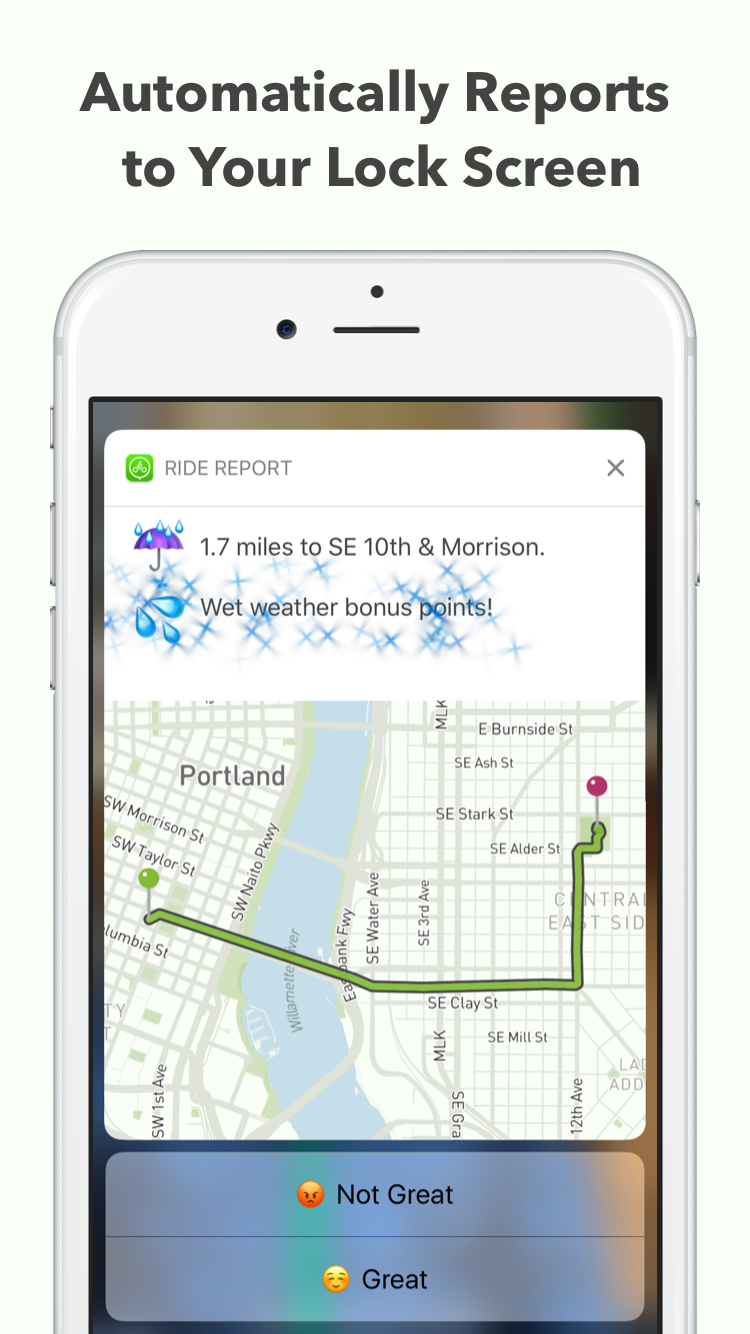 Automatically Reports
to Your Lock Screen
RIDE REPORT
1.7 miles to SE 10th & Morrison.
Wet weather bonus points!
MLK
E Burnside St
SE Ash St
Portland
SE Stark St
SW Morrison St
SE Alder St
SW Taylor St
SW Naito Pkwy
SE Water Ave
SE 3rd Ave
CENTRAL
EAST SID
lumbia St
Willamette River
Eastbank Fwy
SE Clay St
TY
T
SE Mill St
MLK
LAD
ADD
SW 1st Ave
SE Gra
12th Ave
Not Great
Great